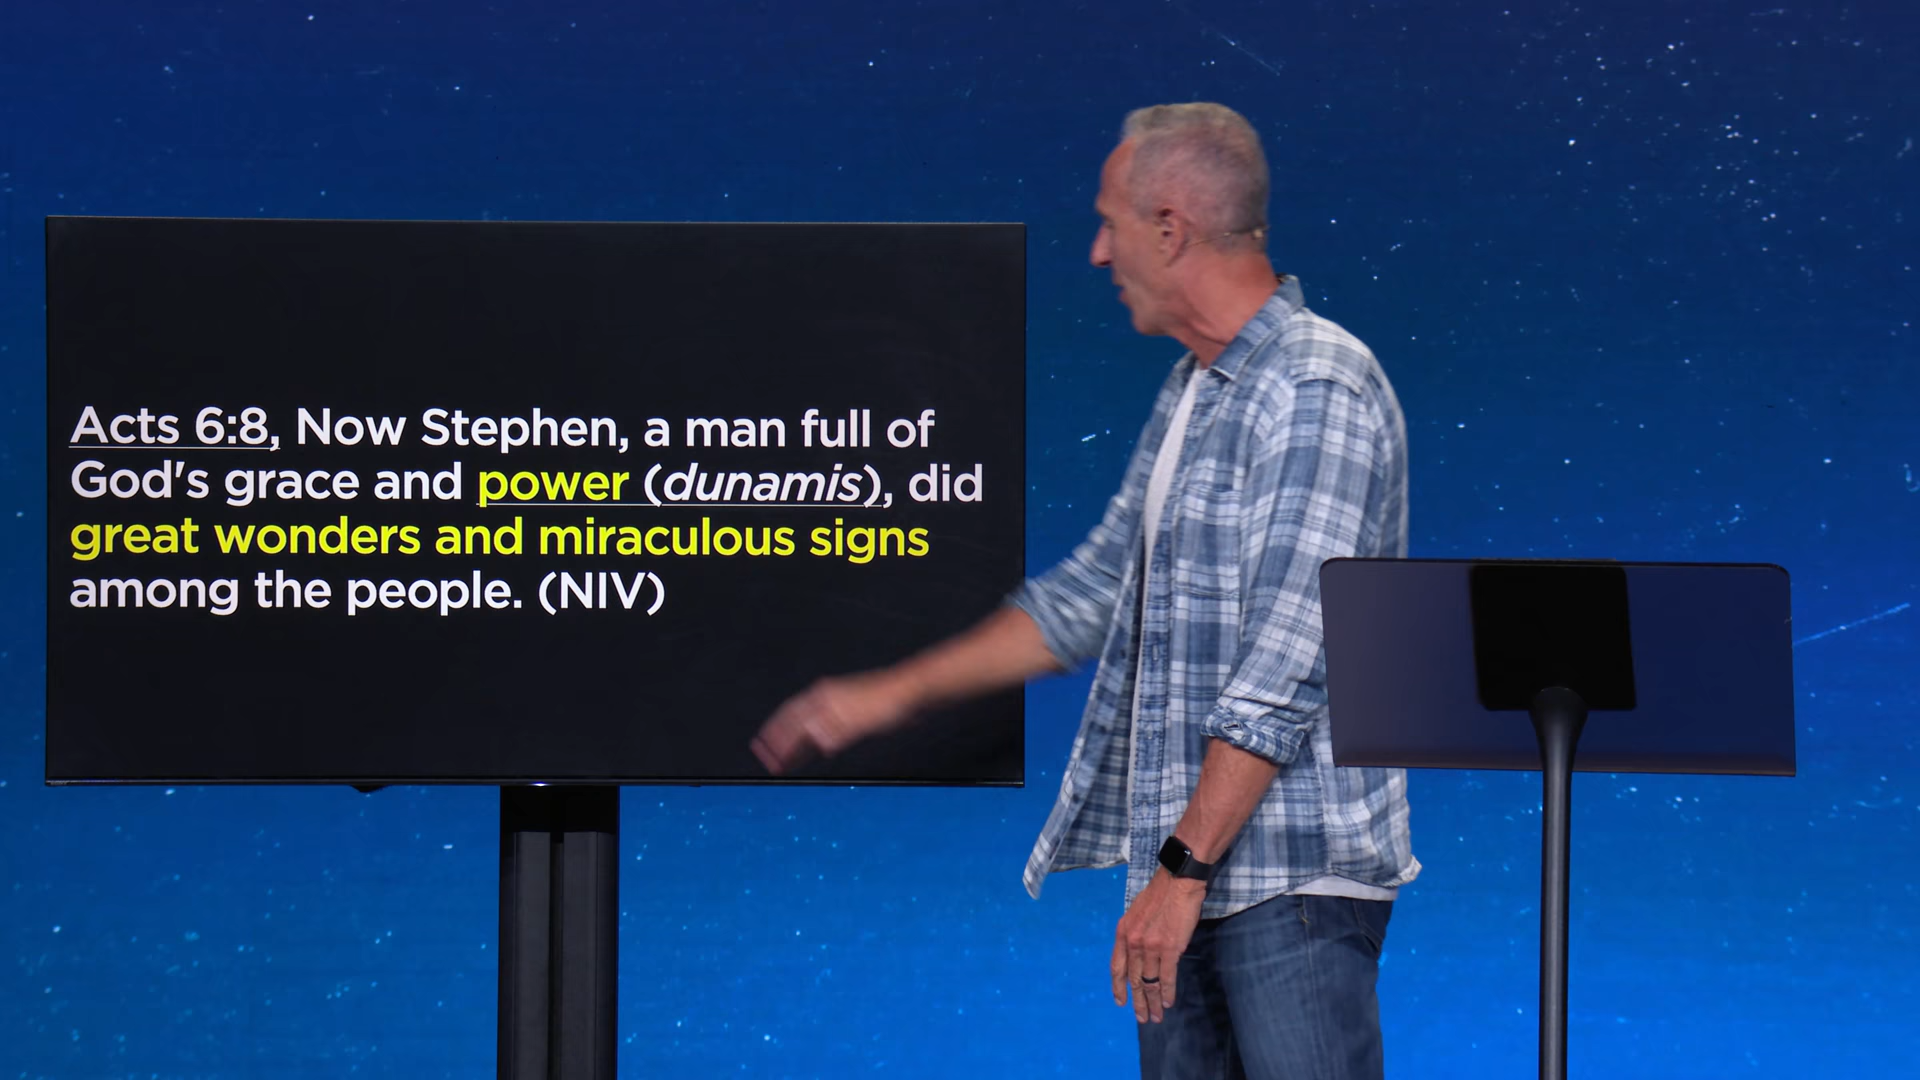 Acts 6:8, Now Stephen, a man full of
God's grace and power (dunamis), did
great wonders and miraculous signs
among the people. (NIV)